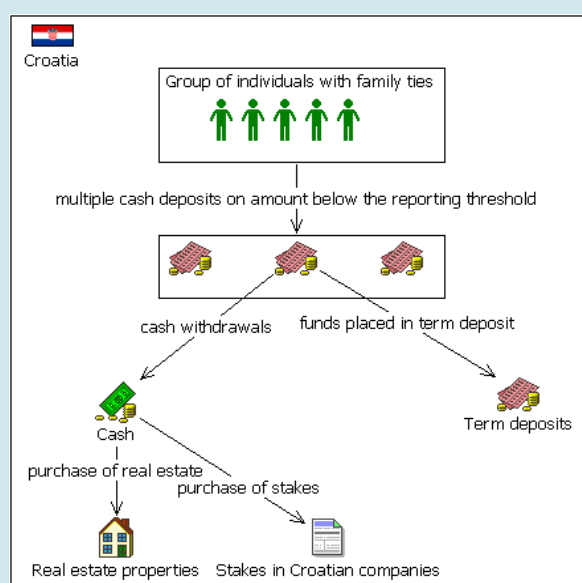 Croatia
Group of individuals with family ties
multiple cash deposits on amount below the reporting threshold
cash withdrawals
funds placed in term deposit
Cash
Term deposits
purchase of real estate
purchase of stakes
Real estate properties
Stakes in Croatian companies